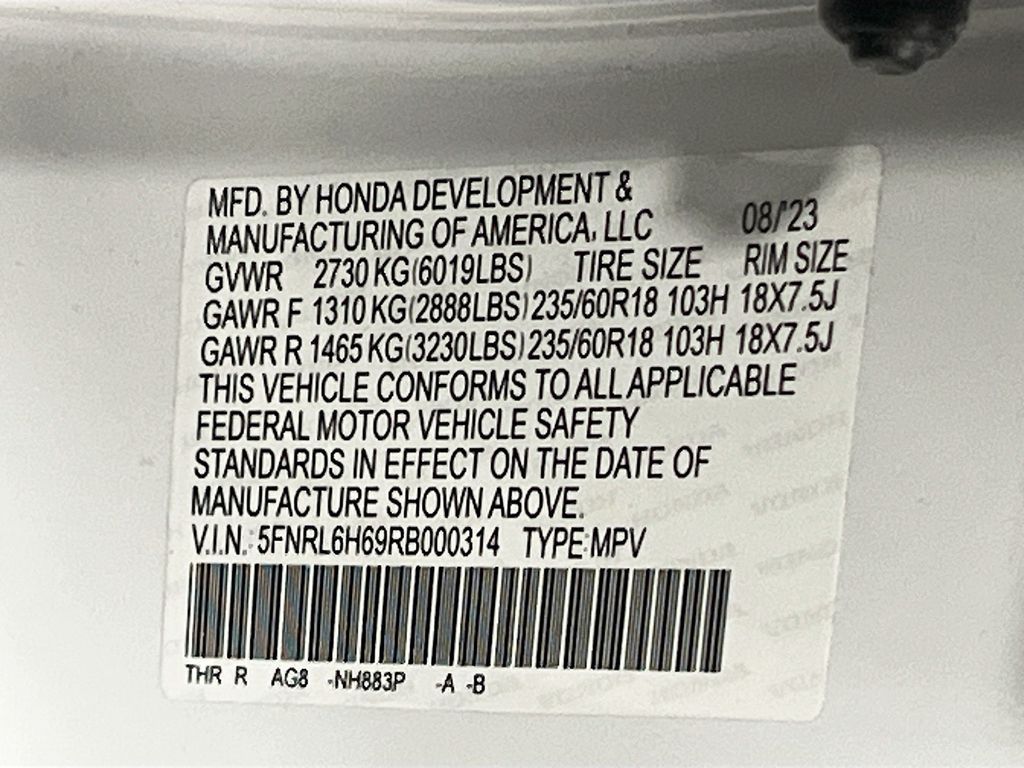 MFD. BY HONDA DEVELOPMENT &
MANUFACTURING OF AMERICA, LLC 08/'23
GVWR 2730 KG(6019LBS) TIRE SIZE RIM SIZE
GAWR F 1310 KG(2888LBS) 235/60R18 103H 18X7.5J
GAWR R 1465 KG(3230LBS) 235/60R18 103H 18X7.5J
THIS VEHICLE CONFORMS TO ALL APPLICABLE
FEDERAL MOTOR VEHICLE SAFETY
STANDARDS IN EFFECT ON THE DATE OF
MANUFACTURE SHOWN ABOVE.
V.I.N.: 5FNRL6H69RB000314 TYPE:MPV
THR R AG8 -NH883P -A -B